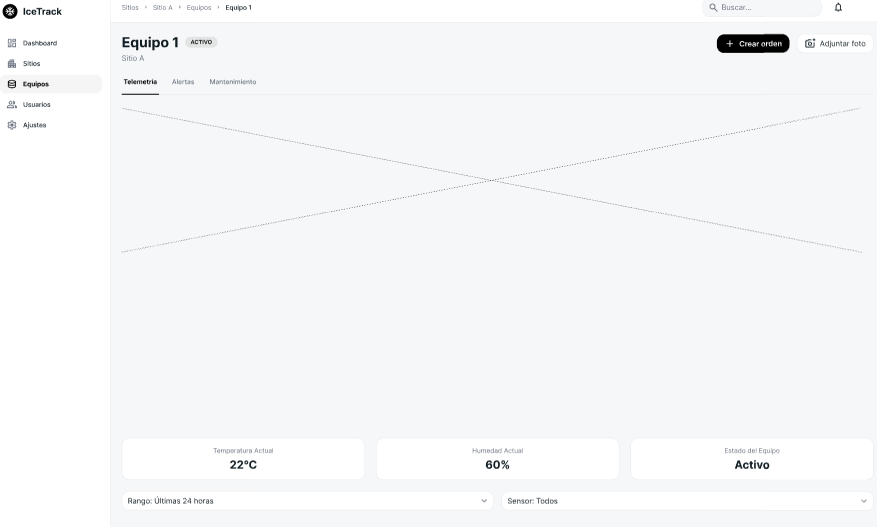 IceTrack
Sitios > Sitio A > Equipos > Equipo 1
Buscar...
Dashboard
Sitios
Equipos
Usuarios
Ajustes
Equipo 1 ACTIVO
Sitio A
+ Crear orden
Adjuntar foto
Telemetría Alertas Mantenimiento
Temperatura Actual
22°C
Humedad Actual
60%
Estado del Equipo
Activo
Rango: Últimas 24 horas
Sensor: Todos